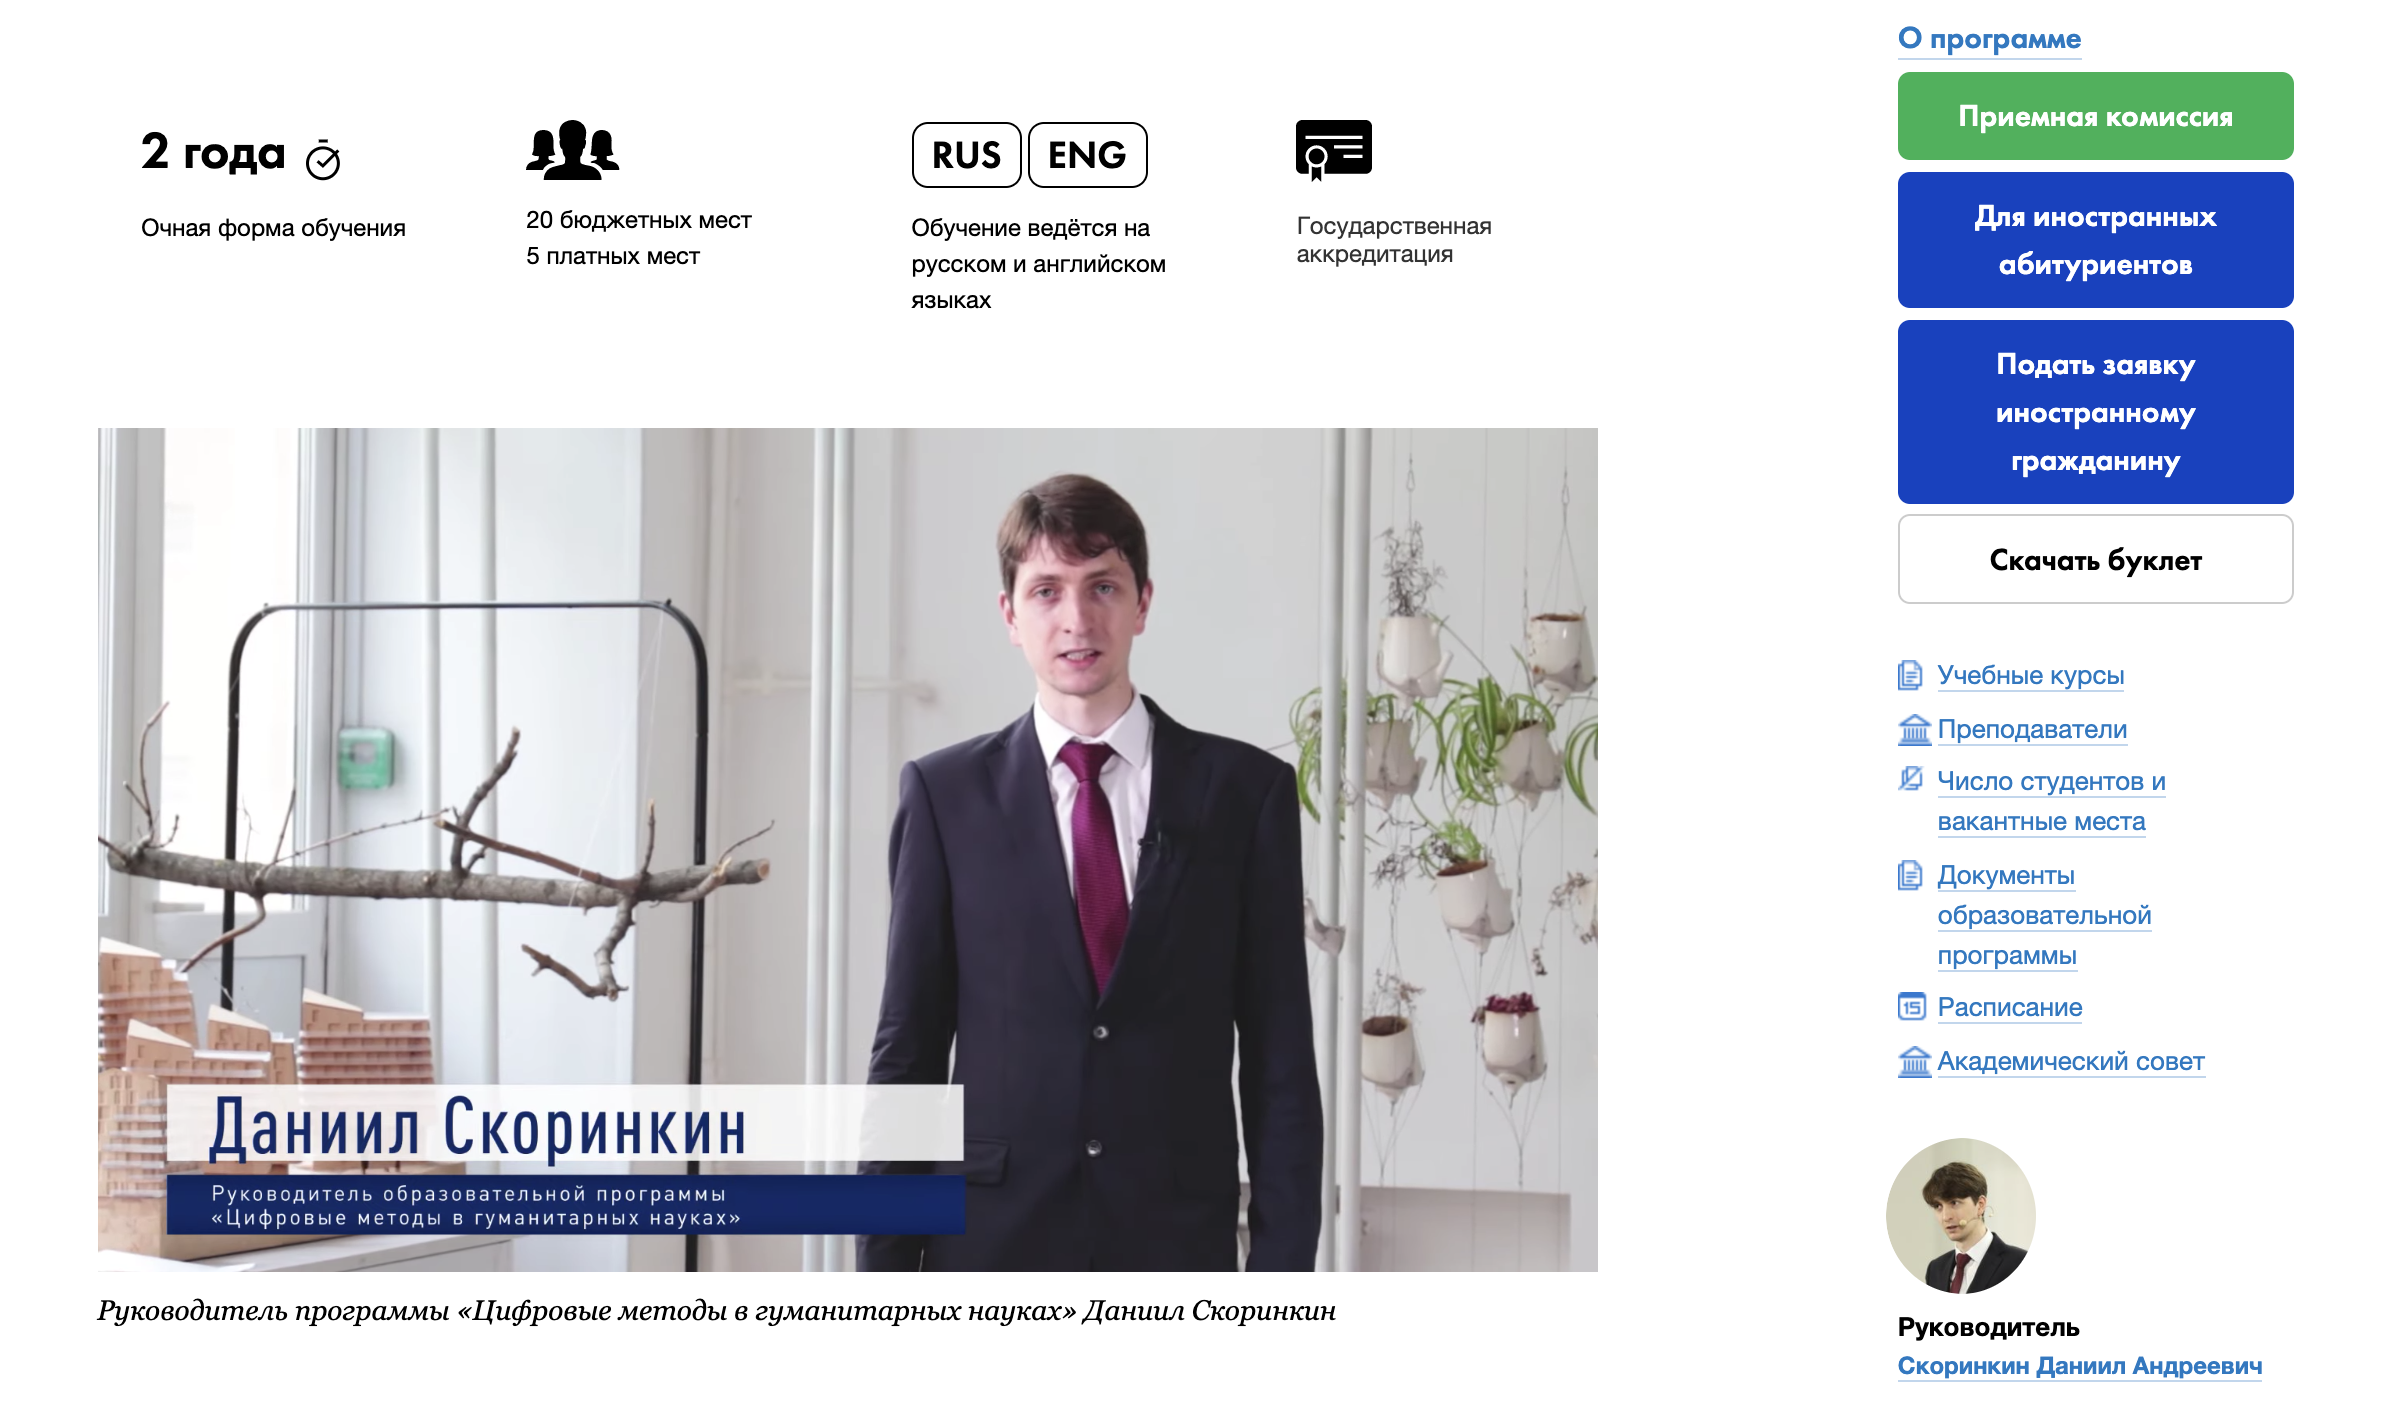 2 года
Очная форма обучения
20 бюджетных мест
5 платных мест
RUS ENG
Обучение ведётся на
русском и английском
языках
Государственная
аккредитация
Даниил Скоринкин
Руководитель образовательной программы
«Цифровые методы в гуманитарных науках»
Руководитель программы «Цифровые методы в гуманитарных науках» Даниил Скоринкин
О программе
Приемная комиссия
Для иностранных
абитуриентов
Подать заявку
иностранному
гражданину
Скачать буклет
Учебные курсы
Преподаватели
Число студентов и
вакантные места
Документы
образовательной
программы
15 Расписание
Академический совет
Руководитель
Скоринкин Даниил Андреевич